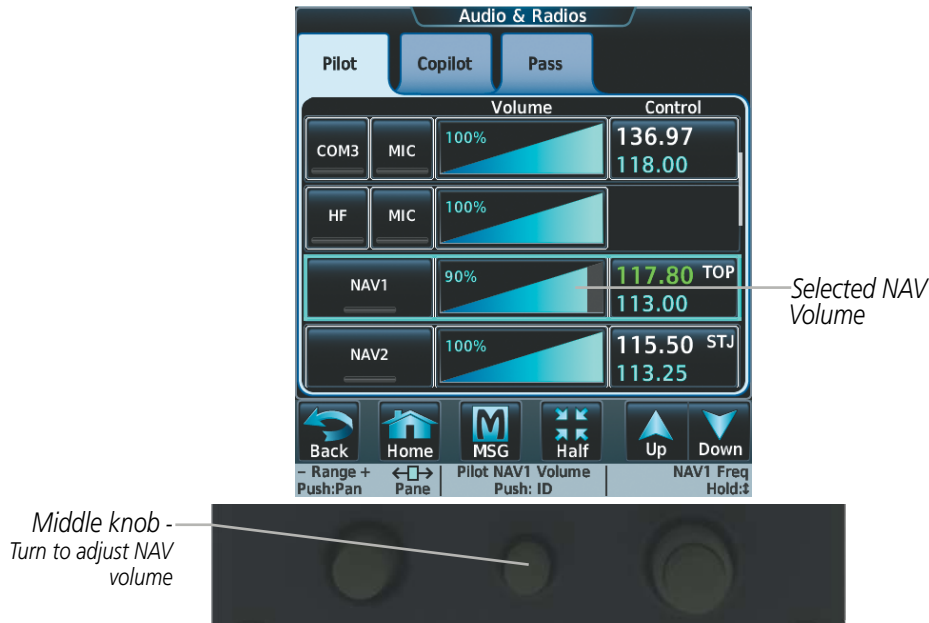 Audio & Radios
Pilot Copilot Pass
Volume Control
COM3 MIC 100% 136.97
118.00
HF MIC 100%
NAV1 90% 117.80 TOP
113.00
Selected NAV
Volume
NAV2 100% 115.50 STJ
113.25
Back Home MSG Half Up Down
– Range + Pilot NAV1 Volume NAV1 Freq
Push:Pan Pane Push: ID Hold:↕
Middle knob -
Turn to adjust NAV
volume